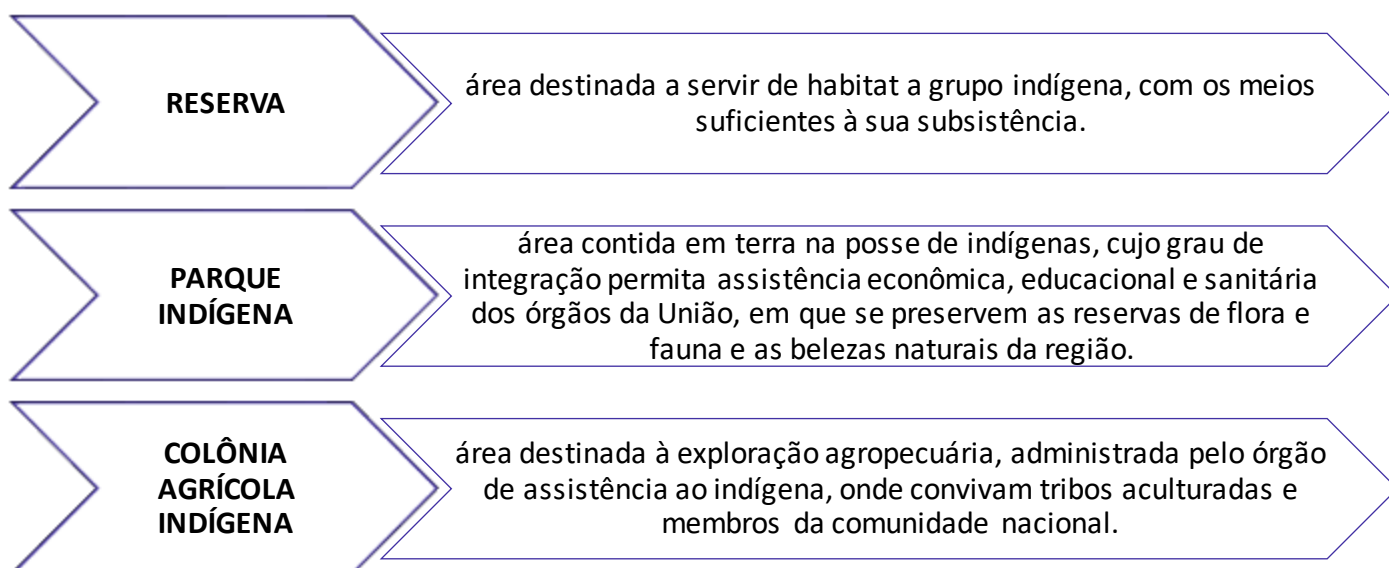 RESERVA
área destinada a servir de habitat a grupo indígena, com os meios
suficientes à sua subsistência.
PARQUE
INDÍGENA
área contida em terra na posse de indígenas, cujo grau de
integração permita assistência econômica, educacional e sanitária
dos órgãos da União, em que se preservem as reservas de flora e
fauna e as belezas naturais da região.
COLÔNIA
AGRÍCOLA
INDÍGENA
área destinada à exploração agropecuária, administrada pelo órgão
de assistência ao indígena, onde convivam tribos aculturadas e
membros da comunidade nacional.